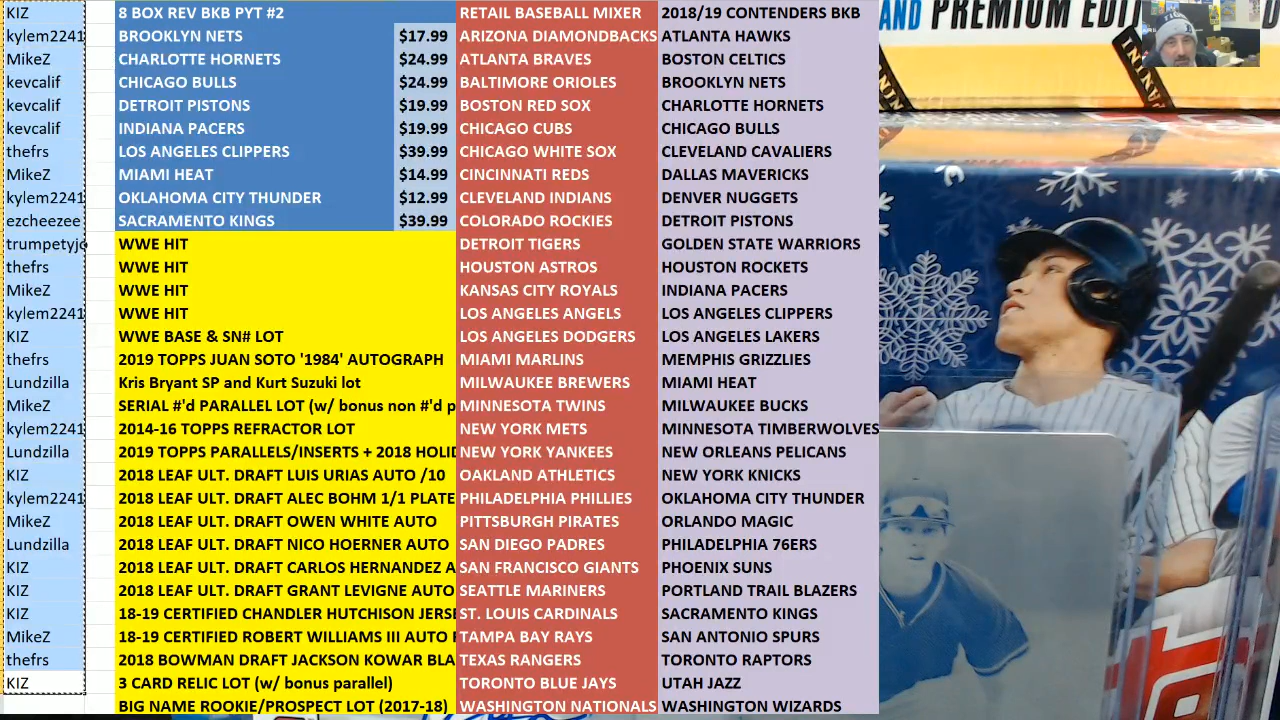 KIZ 8 BOX REV BKB PYT #2 RETAIL BASEBALL MIXER 2018/19 CONTENDERS BKB
kylem2241 BROOKLYN NETS $17.99 ARIZONA DIAMONDBACKS ATLANTA HAWKS
MikeZ CHARLOTTE HORNETS $24.99 ATLANTA BRAVES BOSTON CELTICS
kevcalif CHICAGO BULLS $24.99 BALTIMORE ORIOLES BROOKLYN NETS
kevcalif DETROIT PISTONS $19.99 BOSTON RED SOX CHARLOTTE HORNETS
kevcalif INDIANA PACERS $19.99 CHICAGO CUBS CHICAGO BULLS
thefrs LOS ANGELES CLIPPERS $39.99 CHICAGO WHITE SOX CLEVELAND CAVALIERS
MikeZ MIAMI HEAT $14.99 CINCINNATI REDS DALLAS MAVERICKS
kylem2241 OKLAHOMA CITY THUNDER $12.99 CLEVELAND INDIANS DENVER NUGGETS
ezcheezee SACRAMENTO KINGS $39.99 COLORADO ROCKIES DETROIT PISTONS
trumpetyjo WWE HIT DETROIT TIGERS GOLDEN STATE WARRIORS
thefrs WWE HIT HOUSTON ASTROS HOUSTON ROCKETS
MikeZ WWE HIT KANSAS CITY ROYALS INDIANA PACERS
kylem2241 WWE HIT LOS ANGELES ANGELS LOS ANGELES CLIPPERS
KIZ WWE BASE & SN# LOT LOS ANGELES DODGERS LOS ANGELES LAKERS
thefrs 2019 TOPPS JUAN SOTO '1984' AUTOGRAPH MIAMI MARLINS MEMPHIS GRIZZLIES
Lundzilla Kris Bryant SP and Kurt Suzuki lot MILWAUKEE BREWERS MIAMI HEAT
MikeZ SERIAL #'d PARALLEL LOT (w/ bonus non #'d p MINNESOTA TWINS MILWAUKEE BUCKS
kylem2241 2014-16 TOPPS REFRACTOR LOT NEW YORK METS MINNESOTA TIMBERWOLVES
Lundzilla 2019 TOPPS PARALLELS/INSERTS + 2018 HOLID NEW YORK YANKEES NEW ORLEANS PELICANS
KIZ 2018 LEAF ULT. DRAFT LUIS URIAS AUTO /10 OAKLAND ATHLETICS NEW YORK KNICKS
kylem2241 2018 LEAF ULT. DRAFT ALEC BOHM 1/1 PLATE PHILADELPHIA PHILLIES OKLAHOMA CITY THUNDER
MikeZ 2018 LEAF ULT. DRAFT OWEN WHITE AUTO PITTSBURGH PIRATES ORLANDO MAGIC
Lundzilla 2018 LEAF ULT. DRAFT NICO HOERNER AUTO SAN DIEGO PADRES PHILADELPHIA 76ERS
KIZ 2018 LEAF ULT. DRAFT CARLOS HERNANDEZ A SAN FRANCISCO GIANTS PHOENIX SUNS
KIZ 2018 LEAF ULT. DRAFT GRANT LEVIGNE AUTO SEATTLE MARINERS PORTLAND TRAIL BLAZERS
KIZ 18-19 CERTIFIED CHANDLER HUTCHISON JERSE ST. LOUIS CARDINALS SACRAMENTO KINGS
MikeZ 18-19 CERTIFIED ROBERT WILLIAMS III AUTO TAMPA BAY RAYS SAN ANTONIO SPURS
thefrs 2018 BOWMAN DRAFT JACKSON KOWAR BLA TEXAS RANGERS TORONTO RAPTORS
KIZ 3 CARD RELIC LOT (w/ bonus parallel) TORONTO BLUE JAYS UTAH JAZZ
BIG NAME ROOKIE/PROSPECT LOT (2017-18) WASHINGTON NATIONALS WASHINGTON WIZARDS
AND PREMIUM EDI